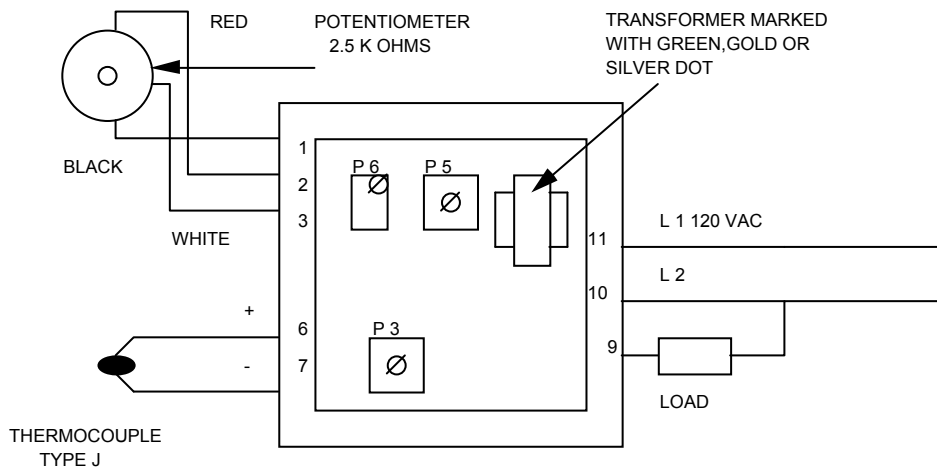 RED
POTENTIOMETER
2.5 K OHMS
TRANSFORMER MARKED
WITH GREEN,GOLD OR
SILVER DOT
BLACK
WHITE
1
2
3
P 6
P 5
11
L 1 120 VAC
10
L 2
+
6
-
7
P 3
9
LOAD
THERMOCOUPLE
TYPE J